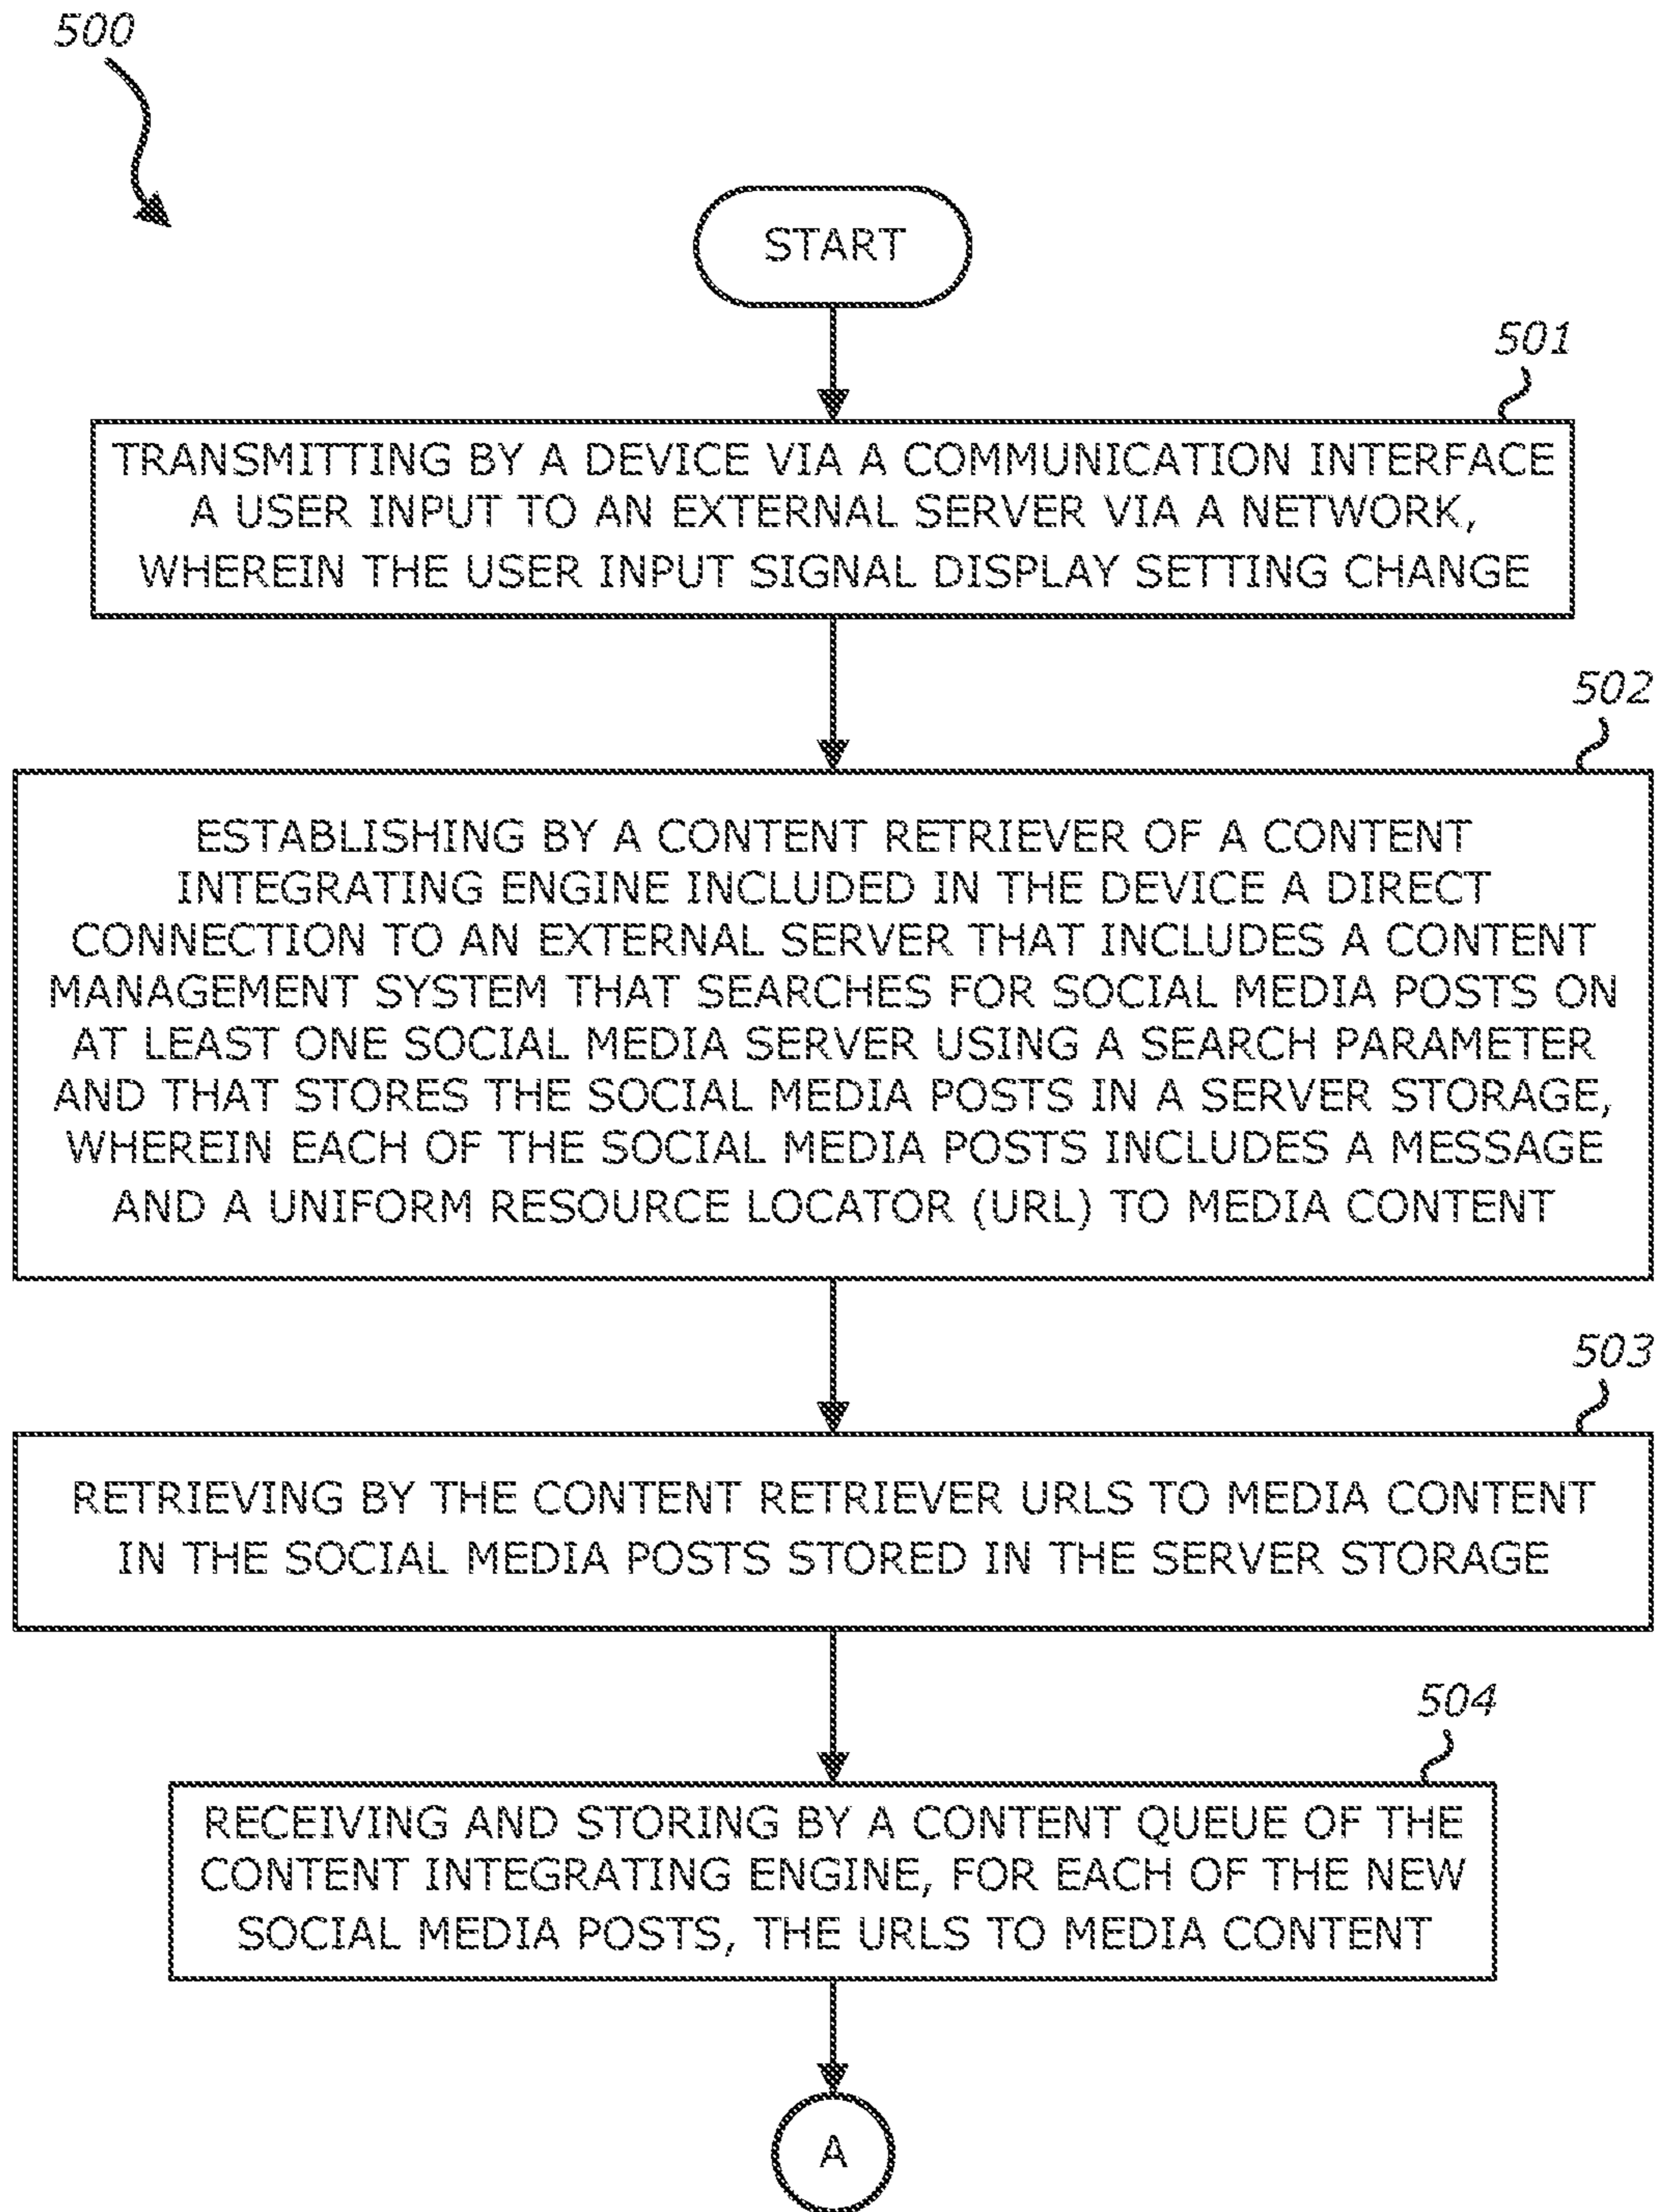 500
START
501
TRANSMITTING BY A DEVICE VIA A COMMUNICATION INTERFACE
A USER INPUT TO AN EXTERNAL SERVER VIA A NETWORK,
WHEREIN THE USER INPUT SIGNAL DISPLAY SETTING CHANGE
502
ESTABLISHING BY A CONTENT RETRIEVER OF A CONTENT
INTEGRATING ENGINE INCLUDED IN THE DEVICE A DIRECT
CONNECTION TO AN EXTERNAL SERVER THAT INCLUDES A CONTENT
MANAGEMENT SYSTEM THAT SEARCHES FOR SOCIAL MEDIA POSTS ON
AT LEAST ONE SOCIAL MEDIA SERVER USING A SEARCH PARAMETER
AND THAT STORES THE SOCIAL MEDIA POSTS IN A SERVER STORAGE,
WHEREIN EACH OF THE SOCIAL MEDIA POSTS INCLUDES A MESSAGE
AND A UNIFORM RESOURCE LOCATOR (URL) TO MEDIA CONTENT
503
RETRIEVING BY THE CONTENT RETRIEVER URLS TO MEDIA CONTENT
IN THE SOCIAL MEDIA POSTS STORED IN THE SERVER STORAGE
504
RECEIVING AND STORING BY A CONTENT QUEUE OF THE
CONTENT INTEGRATING ENGINE, FOR EACH OF THE NEW
SOCIAL MEDIA POSTS, THE URLS TO MEDIA CONTENT
A